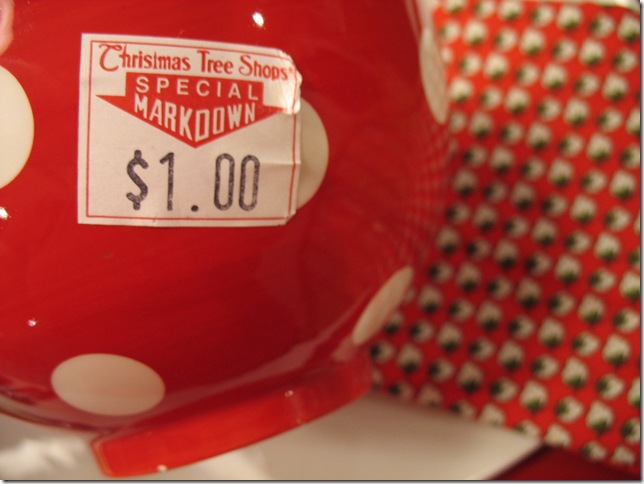 Christmas Tree Shops®
SPECIAL
MARKDOWN
$1.00